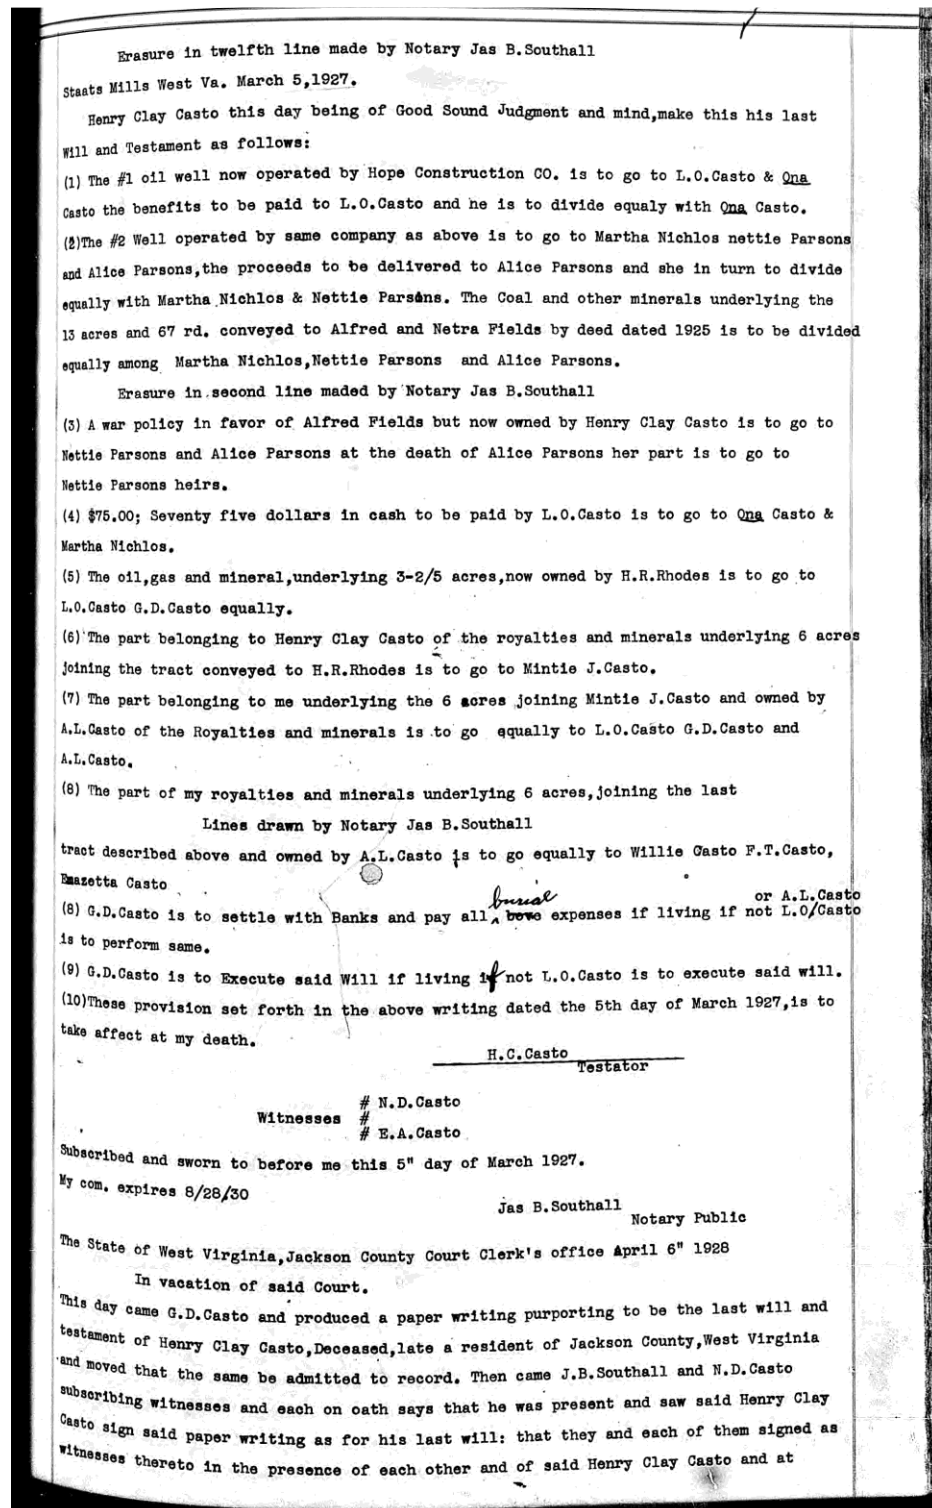 Erasure in twelfth line made by Notary Jas B.Southall
Staats Mills West Va. March 5,1927.
Henry Clay Casto this day being of Good Sound Judgment and mind,make this his last
Will and Testament as follows:
(1) The #1 oil well now operated by Hope Construction CO. is to go to L.O.Casto & Ona
Casto the benefits to be paid to L.O.Casto and he is to divide equaly with Ona Casto.
(2)The #2 Well operated by same company as above is to go to Martha Nichlos nettie Parsons
and Alice Parsons,the proceeds to be delivered to Alice Parsons and she in turn to divide
equally with Martha Nichlos & Nettie Parsons. The Coal and other minerals underlying the
13 acres and 67 rd. conveyed to Alfred and Netra Fields by deed dated 1925 is to be divided
equally among Martha Nichlos,Nettie Parsons and Alice Parsons.
Erasure in second line maded by Notary Jas B.Southall
(3) A war policy in favor of Alfred Fields but now owned by Henry Clay Casto is to go to
Nettie Parsons and Alice Parsons at the death of Alice Parsons her part is to go to
Nettie Parsons heirs.
(4) $75.00; Seventy five dollars in cash to be paid by L.O.Casto is to go to Ona Casto &
Martha Nichlos.
(5) The oil,gas and mineral,underlying 3-2/5 acres,now owned by H.R.Rhodes is to go to
L.O.Casto G.D.Casto equally.
(6) The part belonging to Henry Clay Casto of the royalties and minerals underlying 6 acres
joining the tract conveyed to H.R.Rhodes is to go to Mintie J.Casto.
(7) The part belonging to me underlying the 6 acres joining Mintie J.Casto and owned by
A.L.Casto of the Royalties and minerals is to go equally to L.O.Casto G.D.Casto and
A.L.Casto.
(8) The part of my royalties and minerals underlying 6 acres,joining the last
Lines drawn by Notary Jas B.Southall
tract described above and owned by A.L.Casto is to go equally to Willie Casto F.T.Casto,
Emazetta Casto
burial or A.L.Casto
(8) G.D.Casto is to settle with Banks and pay all bove expenses if living if not L.O/Casto
is to perform same.
(9) G.D.Casto is to Execute said Will if living if not L.O.Casto is to execute said will.
(10)These provision set forth in the above writing dated the 5th day of March 1927,is to
take affect at my death.
H.C.Casto
Testator
# N.D.Casto
Witnesses #
# E.A.Casto
Subscribed and sworn to before me this 5" day of March 1927.
My com. expires 8/28/30
Jas B.Southall
Notary Public
The State of West Virginia,Jackson County Court Clerk's office April 6" 1928
In vacation of said Court.
This day came G.D.Casto and produced a paper writing purporting to be the last will and
testament of Henry Clay Casto,Deceased,late a resident of Jackson County,West Virginia
and moved that the same be admitted to record. Then came J.B.Southall and N.D.Casto
subscribing witnesses and each on oath says that he was present and saw said Henry Clay
Casto sign said paper writing as for his last will: that they and each of them signed as
witnesses thereto in the presence of each other and of said Henry Clay Casto and at